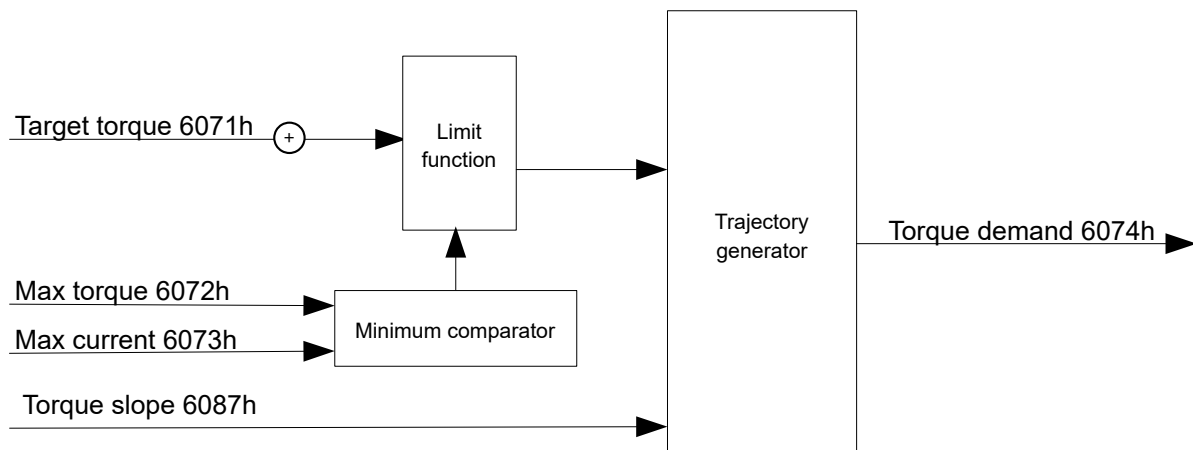 Target torque 6071h
+
Limit
function
Trajectory
generator
Torque demand 6074h
Max torque 6072h
Minimum comparator
Max current 6073h
Torque slope 6087h